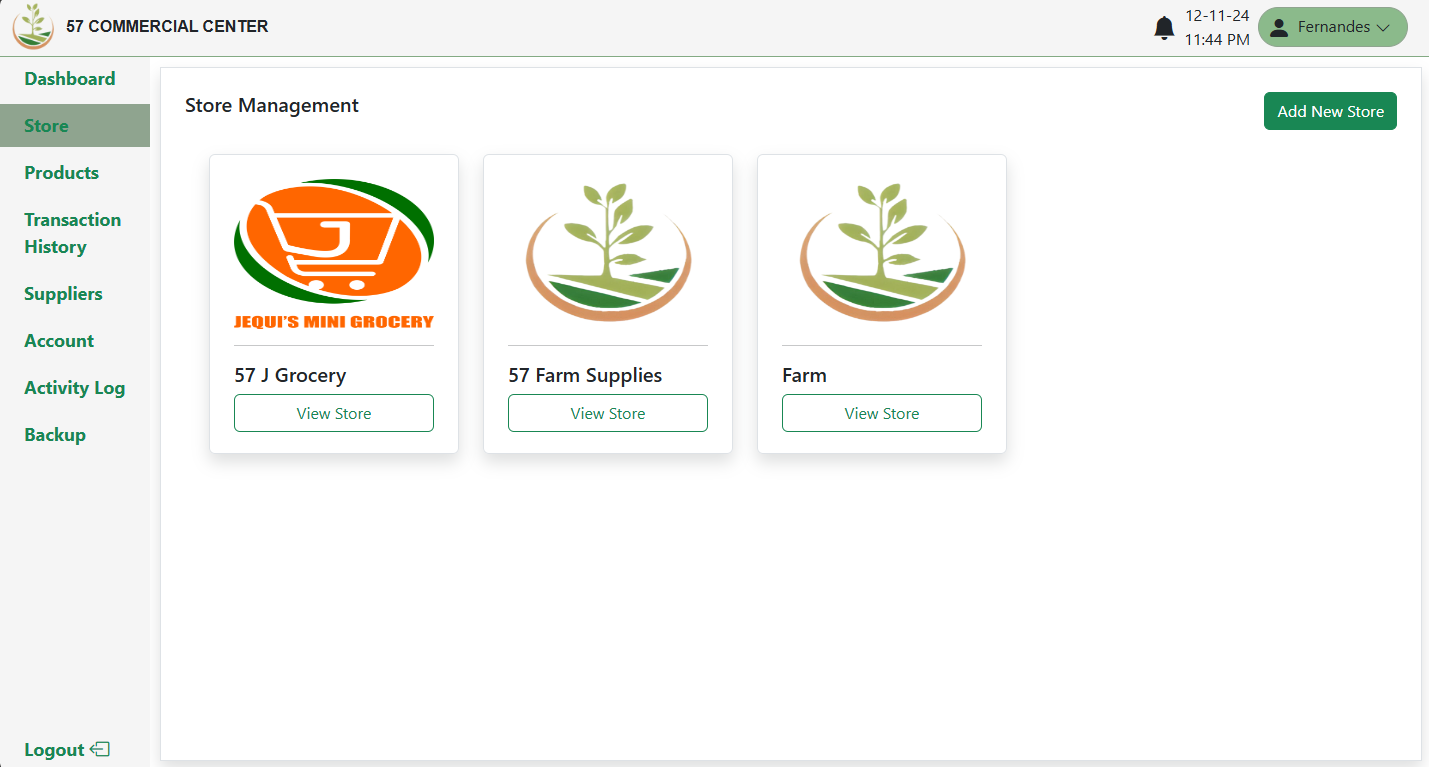 57 COMMERCIAL CENTER
12-11-24
11:44 PM
Fernandes
Dashboard
Store
Products
Transaction
History
Suppliers
Account
Activity Log
Backup
Logout
Store Management
Add New Store
J
JEQUI'S MINI GROCERY
57 J Grocery
View Store
57 Farm Supplies
View Store
Farm
View Store